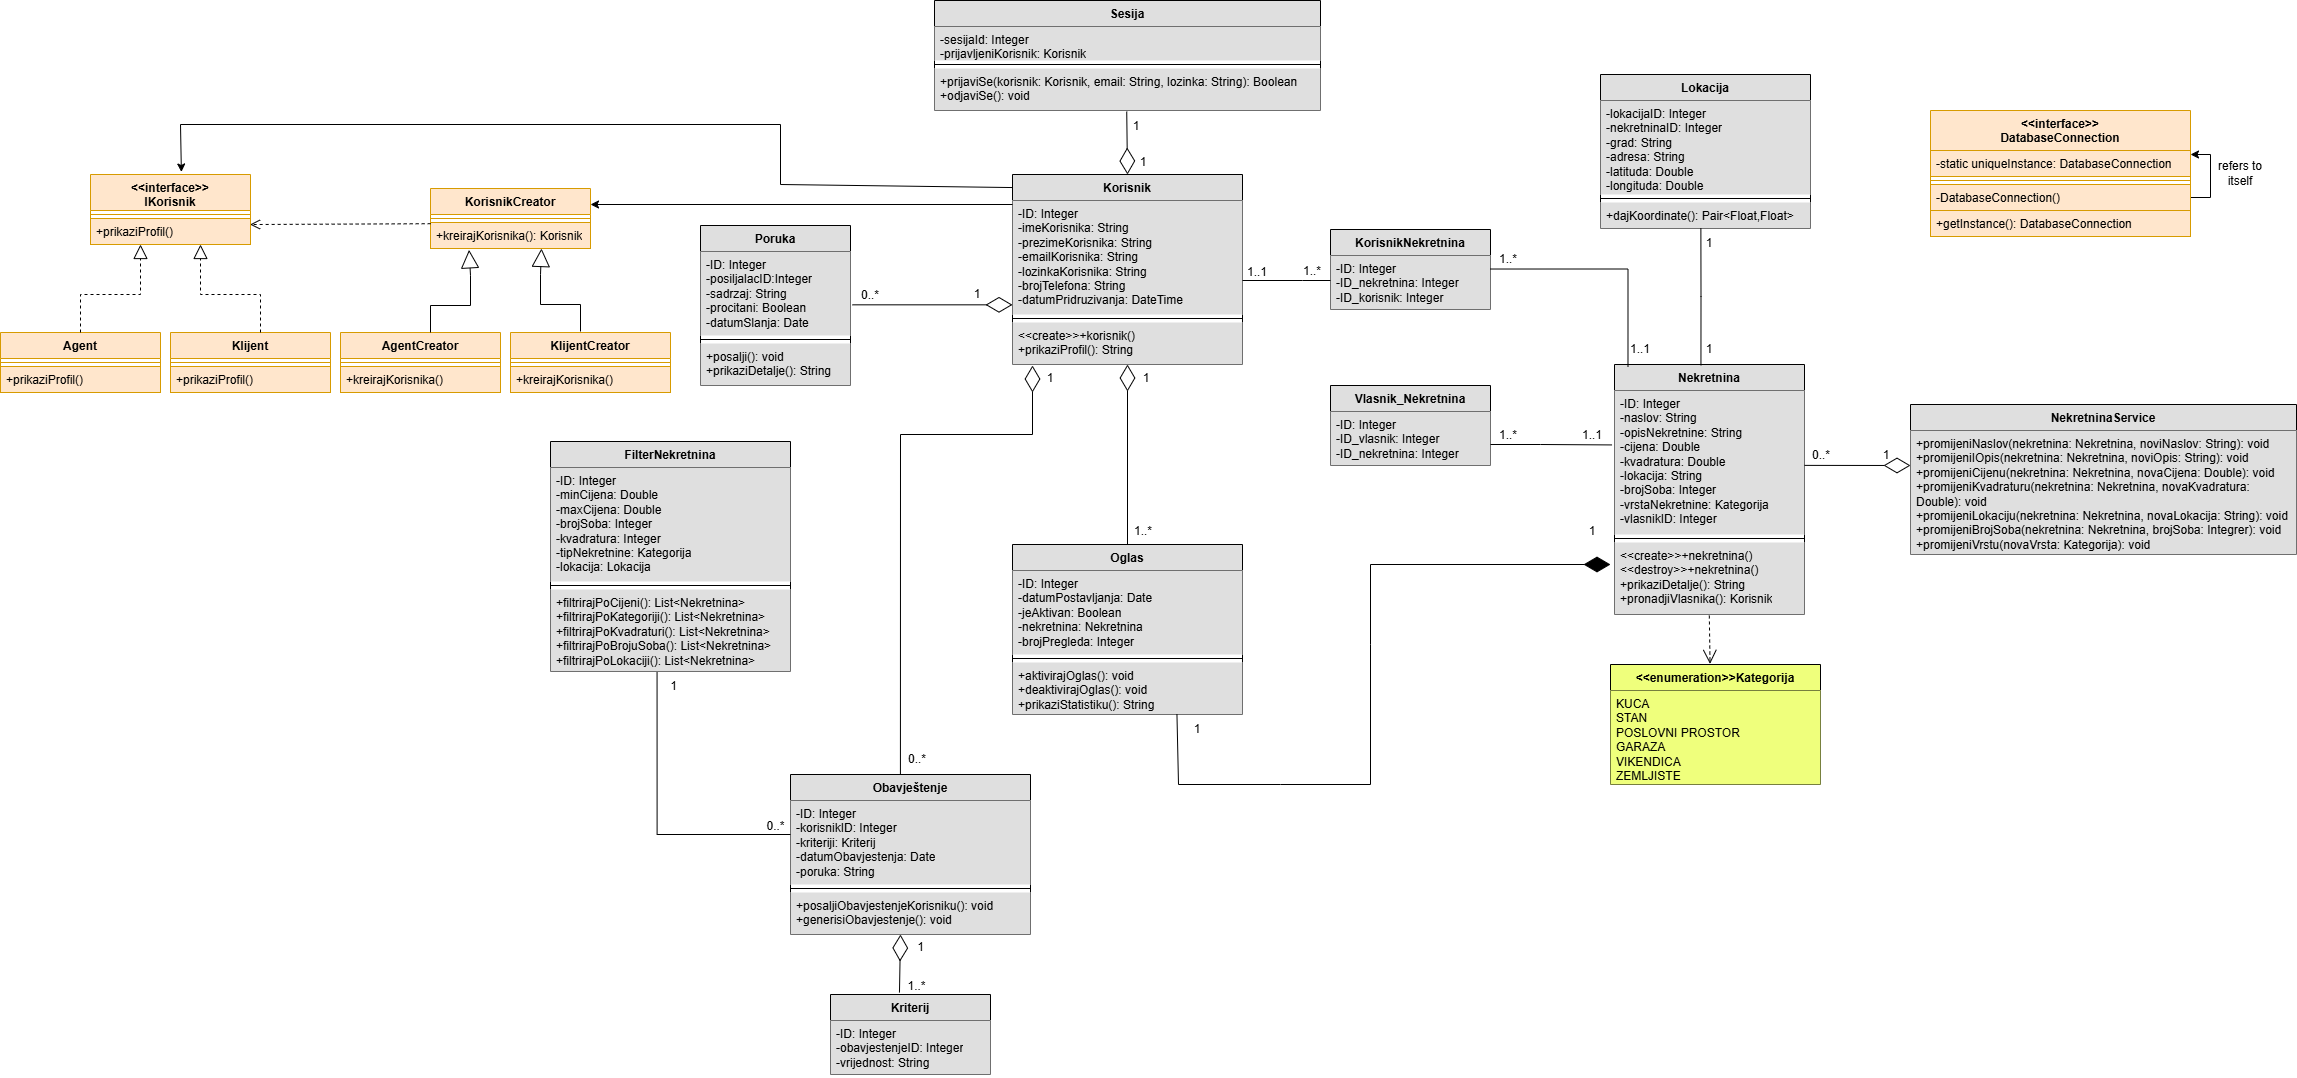 Sesija
-sesijaId: Integer
-prijavljeniKorisnik: Korisnik
+prijaviSe(korisnik: Korisnik, email: String, lozinka: String): Boolean
+odjaviSe(): void
1
1
Lokacija
-lokacijaID: Integer
-nekretninaID: Integer
-grad: String
-adresa: String
-latituda: Double
-longituda: Double
+dajKoordinate(): Pair<Float,Float>
1
1
<<interface>>
DatabaseConnection
-static uniqueInstance: DatabaseConnection
-DatabaseConnection()
+getInstance(): DatabaseConnection
refers to
itself
<<interface>>
IKorisnik
+prikaziProfil()
KorisnikCreator
+kreirajKorisnika(): Korisnik
Agent
+prikaziProfil()
Klijent
+prikaziProfil()
AgentCreator
+kreirajKorisnika()
KlijentCreator
+kreirajKorisnika()
Poruka
-ID: Integer
-posiljalacID:Integer
-sadrzaj: String
-procitani: Boolean
-datumSlanja: Date
+posalji(): void
+prikaziDetalje(): String
0..*
1
Korisnik
-ID: Integer
-imeKorisnika: String
-prezimeKorisnika: String
-emailKorisnika: String
-lozinkaKorisnika: String
-brojTelefona: String
-datumPridruzivanja: DateTime
<<create>>+korisnik()
+prikaziProfil(): String
1
1
1..1
1..*
KorisnikNekretnina
-ID: Integer
-ID_nekretnina: Integer
-ID_korisnik: Integer
1..*
1..1
Vlasnik_Nekretnina
-ID: Integer
-ID_vlasnik: Integer
-ID_nekretnina: Integer
1..*
1..1
Nekretnina
-ID: Integer
-naslov: String
-opisNekretnine: String
-cijena: Double
-kvadratura: Double
-lokacija: String
-brojSoba: Integer
-vrstaNekretnine: Kategorija
-vlasnikID: Integer
<<create>>+nekretnina()
<<destroy>>+nekretnina()
+prikaziDetalje(): String
+pronadjiVlasnika(): Korisnik
0..*
1
NekretninaService
+promijeniNaslov(nekretnina: Nekretnina, noviNaslov: String): void
+promijeniIOpis(nekretnina: Nekretnina, noviOpis: String): void
+promijeniCijenu(nekretnina: Nekretnina, novaCijena: Double): void
+promijeniKvadraturu(nekretnina: Nekretnina, novaKvadratura:
Double): void
+promijeniLokaciju(nekretnina: Nekretnina, novaLokacija: String): void
+promijeniBrojSoba(nekretnina: Nekretnina, brojSoba: Integrer): void
+promijeniVrstu(novaVrsta: Kategorija): void
FilterNekretnina
-ID: Integer
-minCijena: Double
-maxCijena: Double
-brojSoba: Integer
-kvadratura: Integer
-tipNekretnine: Kategorija
-lokacija: Lokacija
+filtrirajPoCijeni(): List<Nekretnina>
+filtrirajPoKategoriji(): List<Nekretnina>
+filtrirajPoKvadraturi(): List<Nekretnina>
+filtrirajPoBrojuSoba(): List<Nekretnina>
+filtrirajPoLokaciji(): List<Nekretnina>
1
0..*
1..*
Oglas
-ID: Integer
-datumPostavljanja: Date
-jeAktivan: Boolean
-nekretnina: Nekretnina
-brojPregleda: Integer
+aktivirajOglas(): void
+deaktivirajOglas(): void
+prikaziStatistiku(): String
1
1
<<enumeration>>Kategorija
KUCA
STAN
POSLOVNI PROSTOR
GARAZA
VIKENDICA
ZEMLJISTE
0..*
Obavještenje
-ID: Integer
-korisnikID: Integer
-kriteriji: Kriterij
-datumObavjestenja: Date
-poruka: String
+posaljiObavjestenjeKorisniku(): void
+generisiObavjestenje(): void
1
1..*
Kriterij
-ID: Integer
-obavjestenjeID: Integer
-vrijednost: String